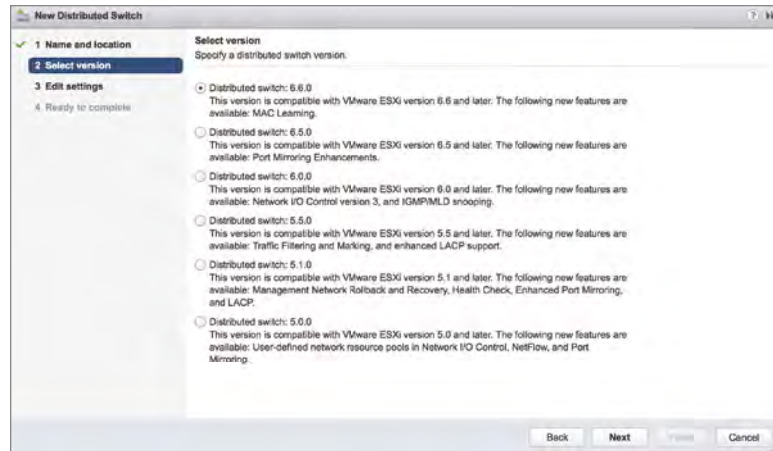 New Distributed Switch
?
1 Name and location
2 Select version
3 Edit settings
4 Ready to complete
Select version
Specify a distributed switch version.
Distributed switch: 6.6.0
This version is compatible with VMware ESXi version 6.6 and later. The following new features are
available: MAC Learning.
Distributed switch: 6.5.0
This version is compatible with VMware ESXi version 6.5 and later. The following new features are
available: Port Mirroring Enhancements.
Distributed switch: 6.0.0
This version is compatible with VMware ESXi version 6.0 and later. The following new features are
available: Network I/O Control version 3, and IGMP/MLD snooping.
Distributed switch: 5.5.0
This version is compatible with VMware ESXi version 5.5 and later. The following new features are
available: Traffic Filtering and Marking, and enhanced LACP support.
Distributed switch: 5.1.0
This version is compatible with VMware ESXi version 5.1 and later. The following new features are
available: Management Network Rollback and Recovery, Health Check, Enhanced Port Mirroring,
and LACP.
Distributed switch: 5.0.0
This version is compatible with VMware ESXi version 5.0 and later. The following new features are
available: User-defined network resource pools in Network I/O Control, NetFlow, and Port
Mirroring.
Back Next Finish Cancel